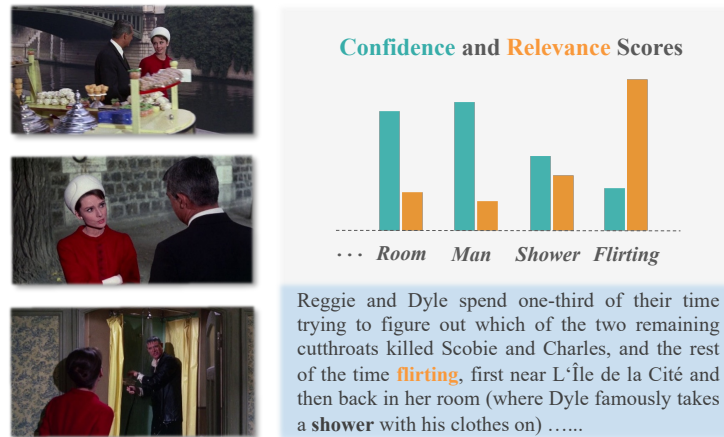 Confidence and Relevance Scores
... Room Man Shower Flirting
Reggie and Dyle spend one-third of their time
trying to figure out which of the two remaining
cutthroats killed Scobie and Charles, and the rest
of the time flirting, first near L‘Île de la Cité and
then back in her room (where Dyle famously takes
a shower with his clothes on) …...